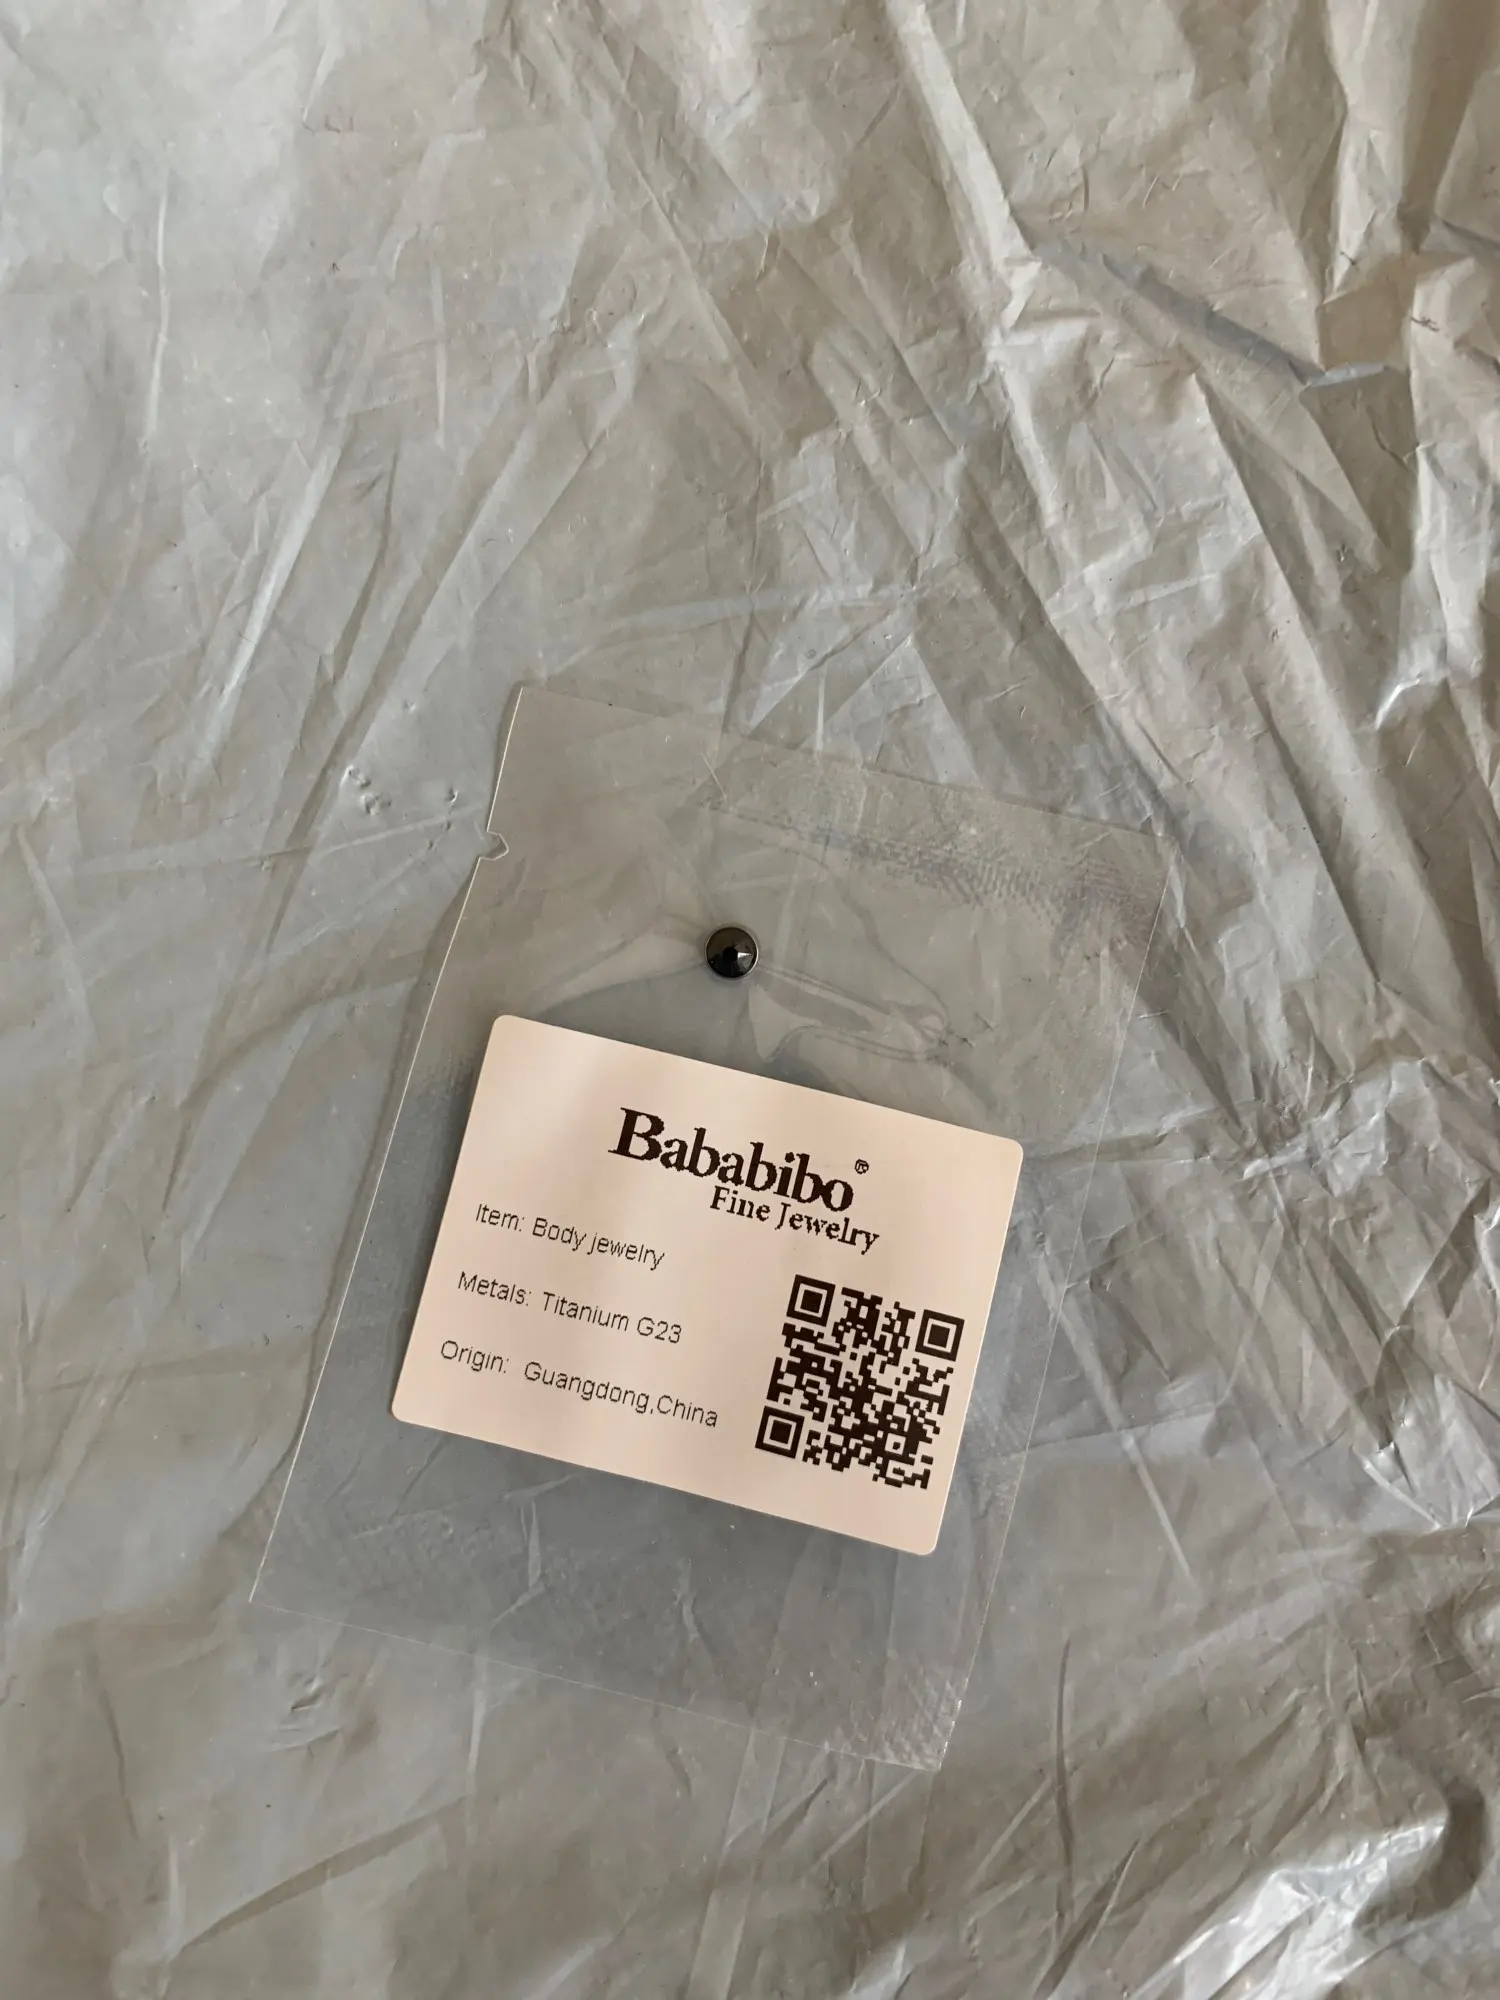 Bababibo®
Fine Jewelry
Item: Body jewelry
Metals: Titanium G23
Origin: Guangdong,China